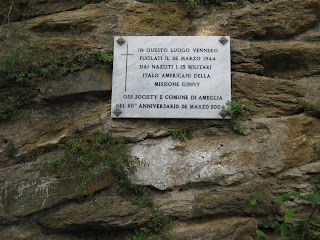 IN QUESTO LUOGO VENNERO
FUCILATI IL 26 MARZO 1944
DAI NAZISTI I 15 MILITARI
ITALO AMERICANI DELLA
MISSIONE GINNY
OSS SOCIETY E COMUNE DI AMEGLIA
NEL 60° ANNIVERSARIO 26 MARZO 2004